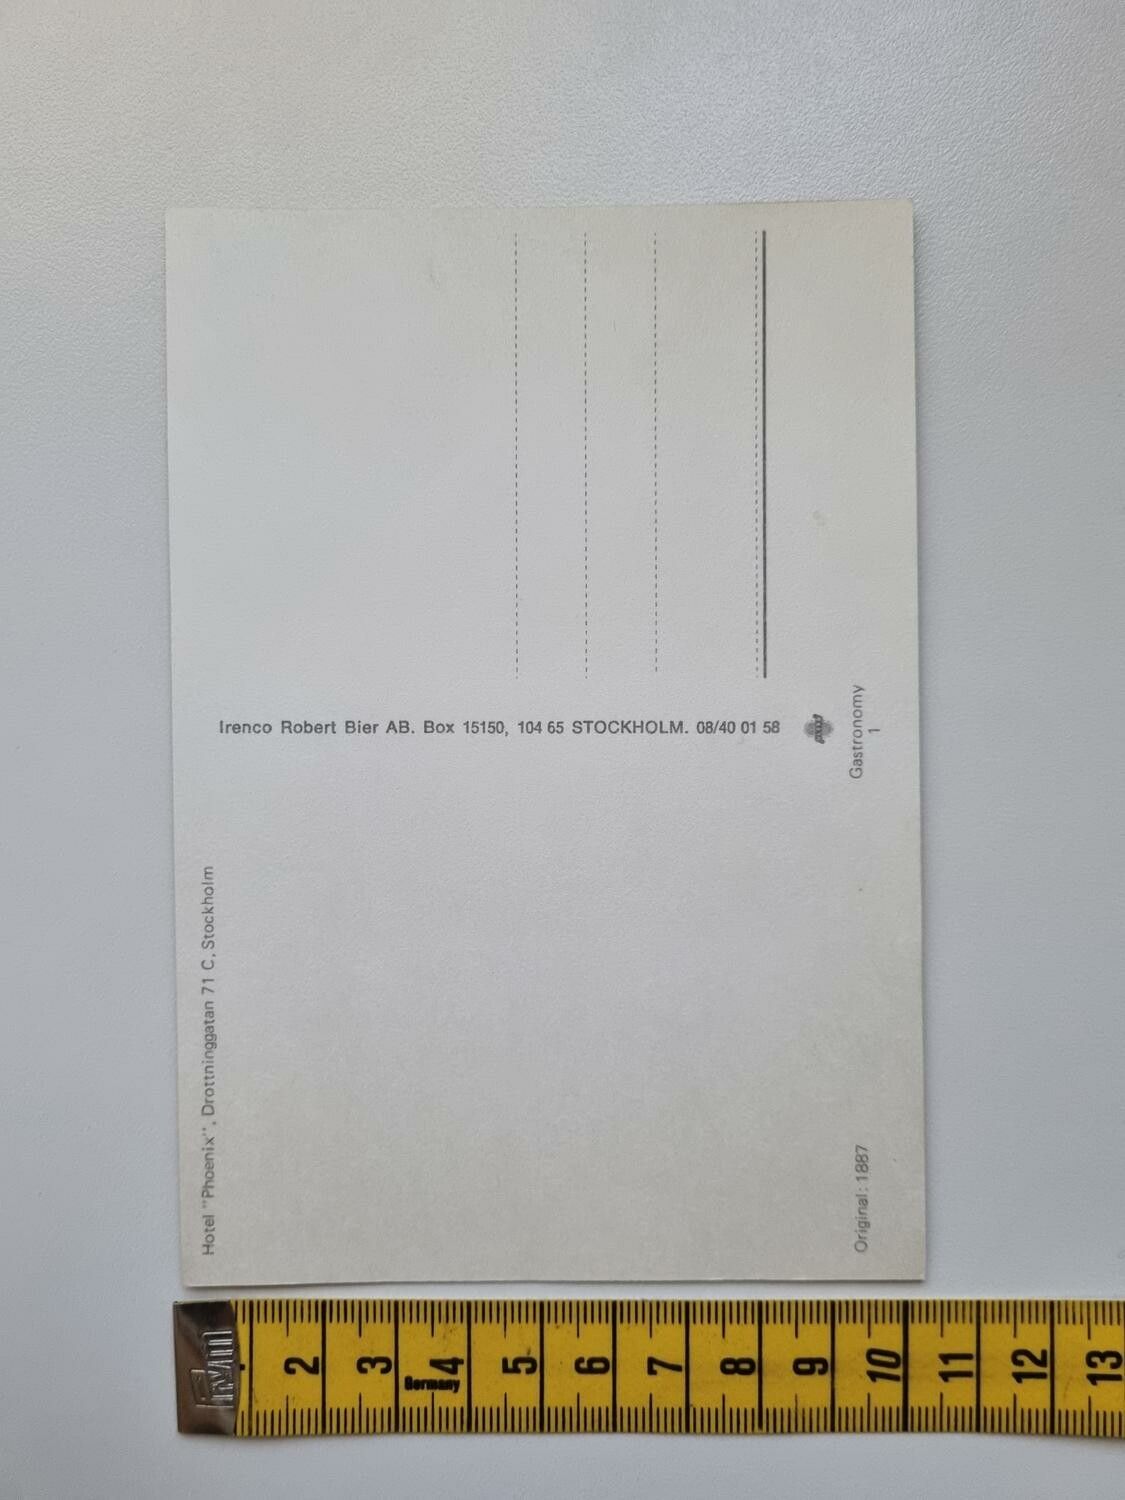 Hotel "Phoenix", Drottninggatan 71 C, Stockholm
Irenco Robert Bier AB. Box 15150, 104 65 STOCKHOLM. 08/40 01 58
Original: 1887
Gastronomy
1
2 3 4 5 6 7 8 9 10 11 12 13
Germany